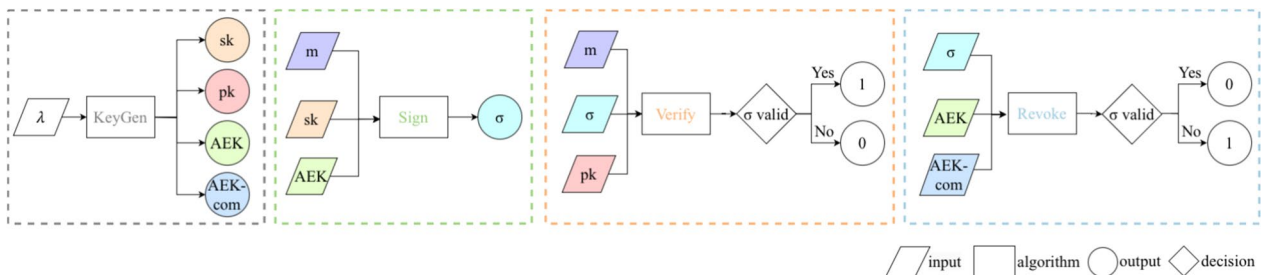 λ
KeyGen
sk
pk
AEK
AEK-
com
m
sk
AEK
Sign
σ
m
σ
pk
Verify
σ valid
Yes
1
No
0
σ
AEK
AEK-
com
Revoke
σ valid
Yes
0
No
1
input
algorithm
output
decision